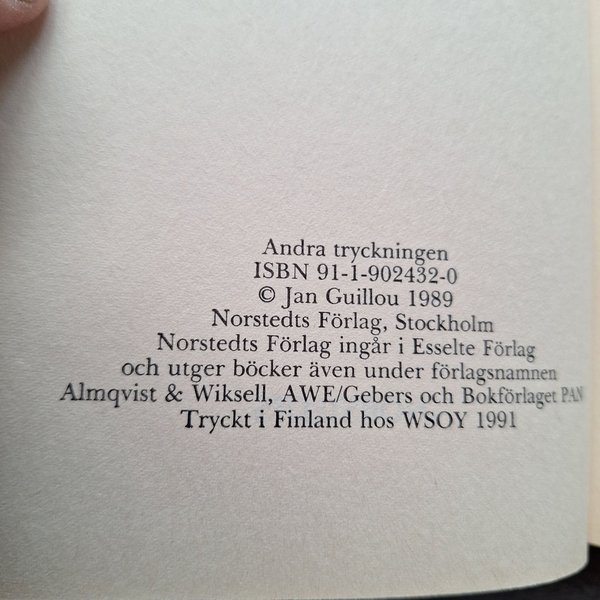 Andra tryckningen
ISBN 91-1-902432-0
© Jan Guillou 1989
Norstedts Förlag, Stockholm
Norstedts Förlag ingår i Esselte Förlag
och utger böcker även under förlagsnamnen
Almqvist & Wiksell, AWE/Gebers och Bokförlaget PAN
Tryckt i Finland hos WSOY 1991